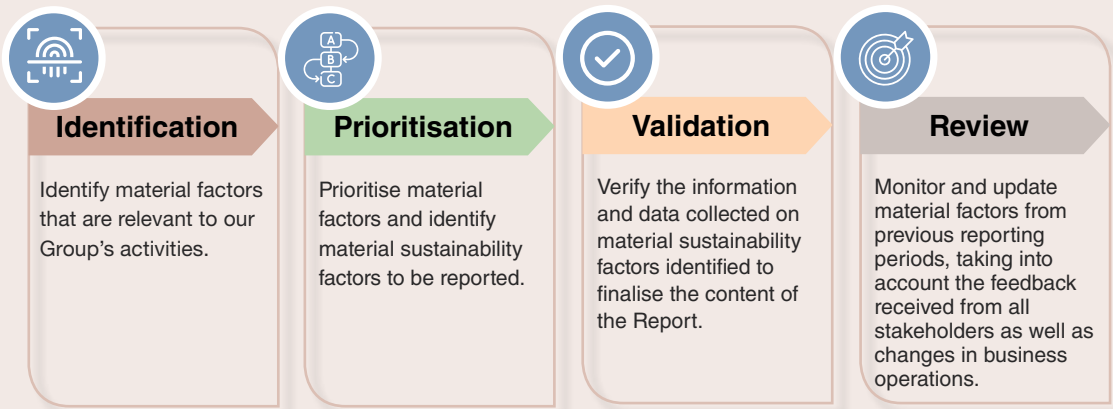 Identification
Identify material factors
that are relevant to our
Group's activities.
A
B
C
Prioritisation
Prioritise material
factors and identify
material sustainability
factors to be reported.
Validation
Verify the information
and data collected on
material sustainability
factors identified to
finalise the content of
the Report.
Review
Monitor and update
material factors from
previous reporting
periods, taking into
account the feedback
received from all
stakeholders as well as
changes in business
operations.